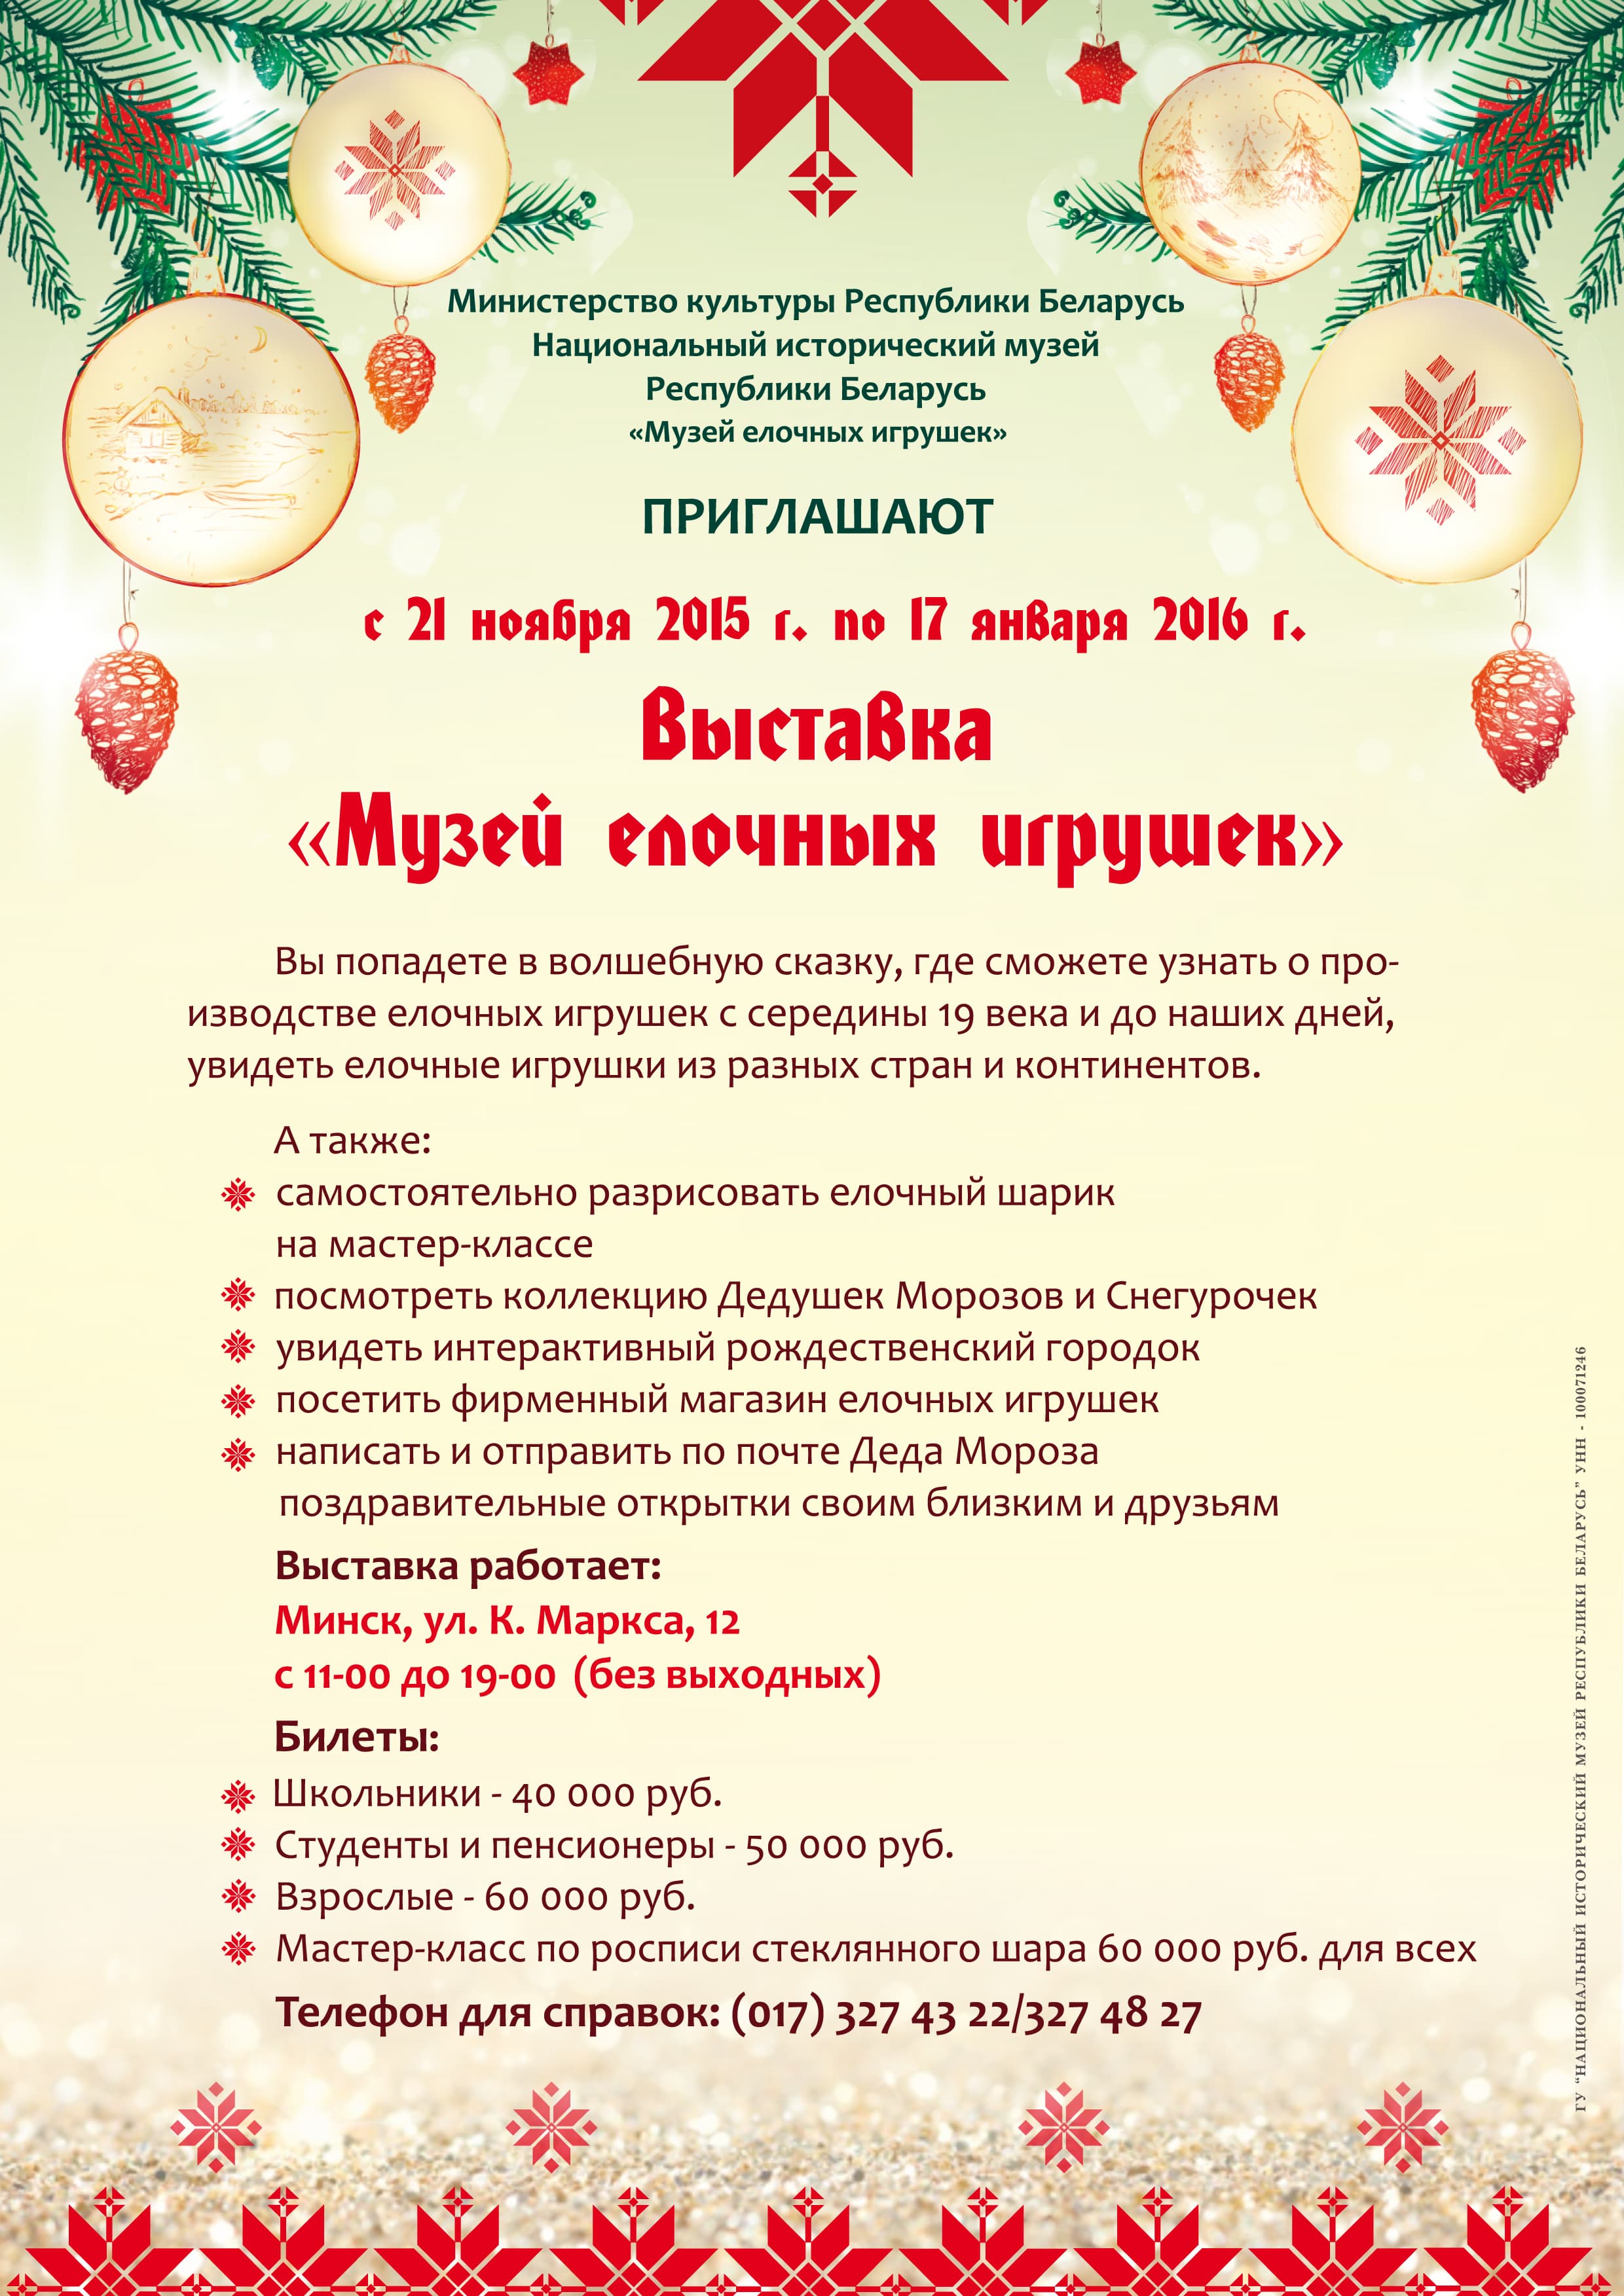 Министерство культуры Республики Беларусь
Национальный исторический музей
Республики Беларусь
«Музей елочных игрушек»
ПРИГЛАШАЮТ
с 21 ноября 2015 г. по 17 января 2016 г.
Выставка
«Музей елочных игрушек»
Вы попадете в волшебную сказку, где сможете узнать о про-
изводстве елочных игрушек с середины 19 века и до наших дней,
увидеть елочные игрушки из разных стран и континентов.
А также:
самостоятельно разрисовать елочный шарик
на мастер-классе
посмотреть коллекцию Дедушек Морозов и Снегурочек
увидеть интерактивный рождественский городок
посетить фирменный магазин елочных игрушек
написать и отправить по почте Деда Мороза
поздравительные открытки своим близким и друзьям
Выставка работает:
Минск, ул. К. Маркса, 12
с 11-00 до 19-00 (без выходных)
Билеты:
Школьники - 40 000 руб.
Студенты и пенсионеры - 50 000 руб.
Взрослые - 60 000 руб.
Мастер-класс по росписи стеклянного шара 60 000 руб. для всех
Телефон для справок: (017) 327 43 22/327 48 27
ГУ “НАЦИОНАЛЬНЫЙ ИСТОРИЧЕСКИЙ МУЗЕЙ РЕСПУБЛИКИ БЕЛАРУСЬ” УНН - 100071246